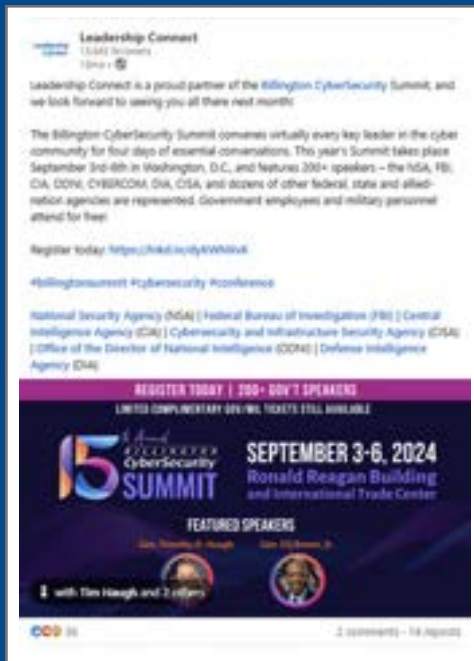 Leadership Connect
Leadership Connect is a proud partner of the Billington CyberSecurity Summit, and
we look forward to seeing you all there next month!
The Billington CyberSecurity Summit convenes virtually every key leader in the cyber
community for four days of essential conversations. This year's Summit takes place
September 3rd-6th in Washington, D.C., and features 200+ speakers – the NSA, FBI,
CIA, ODNI, CYBERCOM, DIA, CISA, and dozens of other federal, state and allied-
nation agencies are represented. Government employees and military personnel
attend for free!
Register today:
#billingtonsummit #cybersecurity #conference
National Security Agency (NSA) | Federal Bureau of Investigation (FBI) | Central
Intelligence Agency (CIA) | Cybersecurity and Infrastructure Security Agency (CISA)
| Office of the Director of National Intelligence (ODNI) | Defense Intelligence
Agency (DIA)
REGISTER TODAY | 200+ GOV'T SPEAKERS
LIMITED COMPLIMENTARY GOV/MIL TICKETS STILL AVAILABLE
15 Annual
BILLINGTON
CyberSecurity
SUMMIT
SEPTEMBER 3-6, 2024
Ronald Reagan Building
and International Trade Center
FEATURED SPEAKERS
Gen. Timothy D. Haugh Gen. CQ Brown, Jr.
with Tim Haugh and 2 others
2 comments · 14 reposts